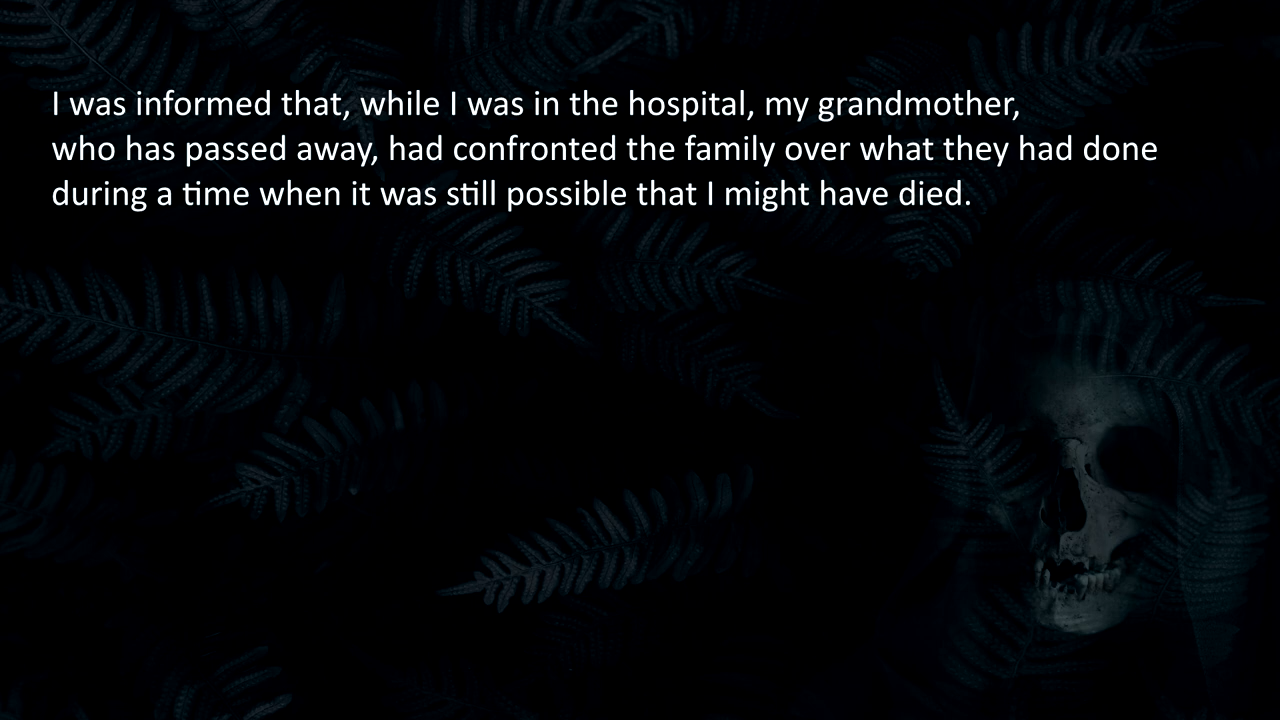 I was informed that, while I was in the hospital, my grandmother,
who has passed away, had confronted the family over what they had done
during a time when it was still possible that I might have died.